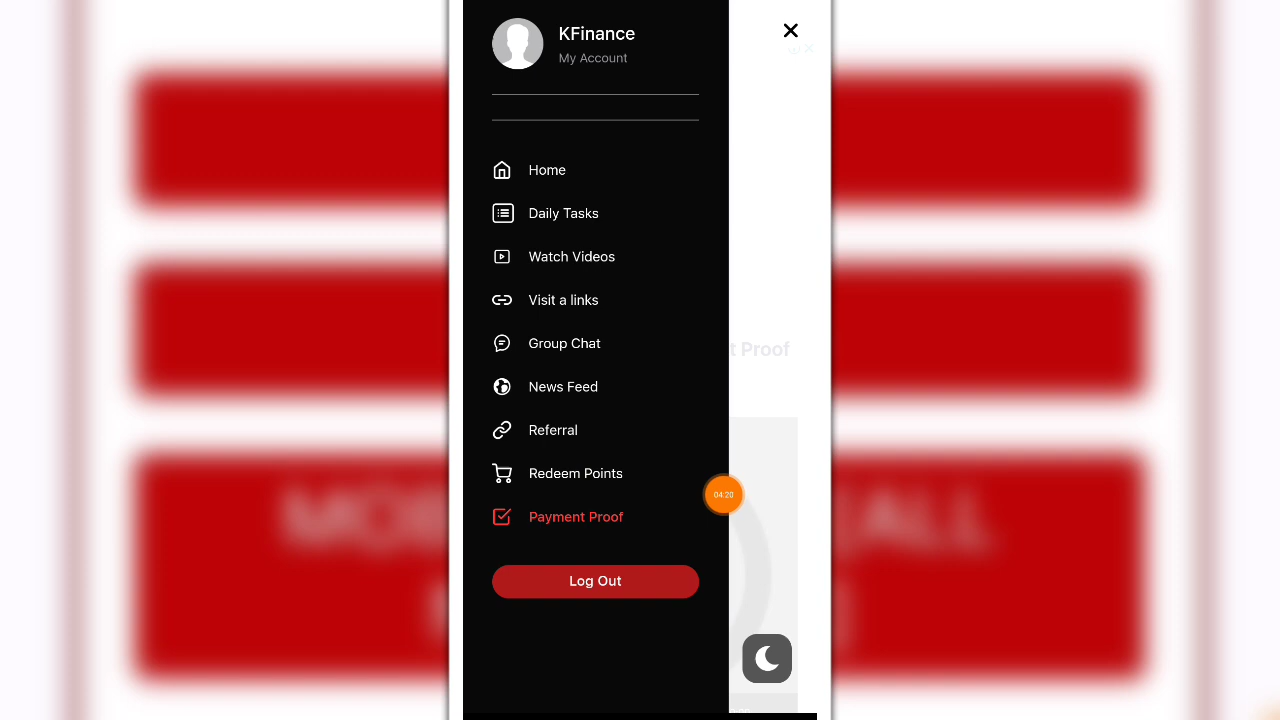 KFinance
My Account
Home
Daily Tasks
Watch Videos
Visit a links
Group Chat
News Feed
Referral
Redeem Points
Payment Proof
Log Out
t Proof
04:20